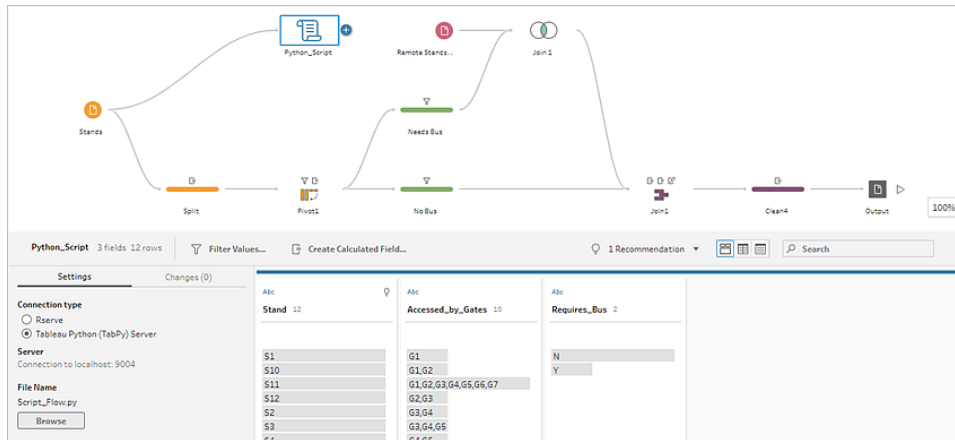 Python_Script
Remote Stands...
Join 1
Stands
Needs Bus
Split
Pivot1
No Bus
Join1
Clean4
Output
100%
Python_Script 3 fields 12 rows
Filter Values...
Create Calculated Field...
1 Recommendation
Search
Settings
Changes (0)
Connection type
Rserve
Tableau Python (TabPy) Server
Server
Connection to localhost: 9004
File Name
Script_Flow.py
Browse
Abc
Stand 12
S1
S10
S11
S12
S2
S3
Abc
Accessed_by_Gates 10
G1
G1,G2
G1,G2,G3,G4,G5,G6,G7
G2,G3
G3,G4
G3,G4,G5
Abc
Requires_Bus 2
N
Y